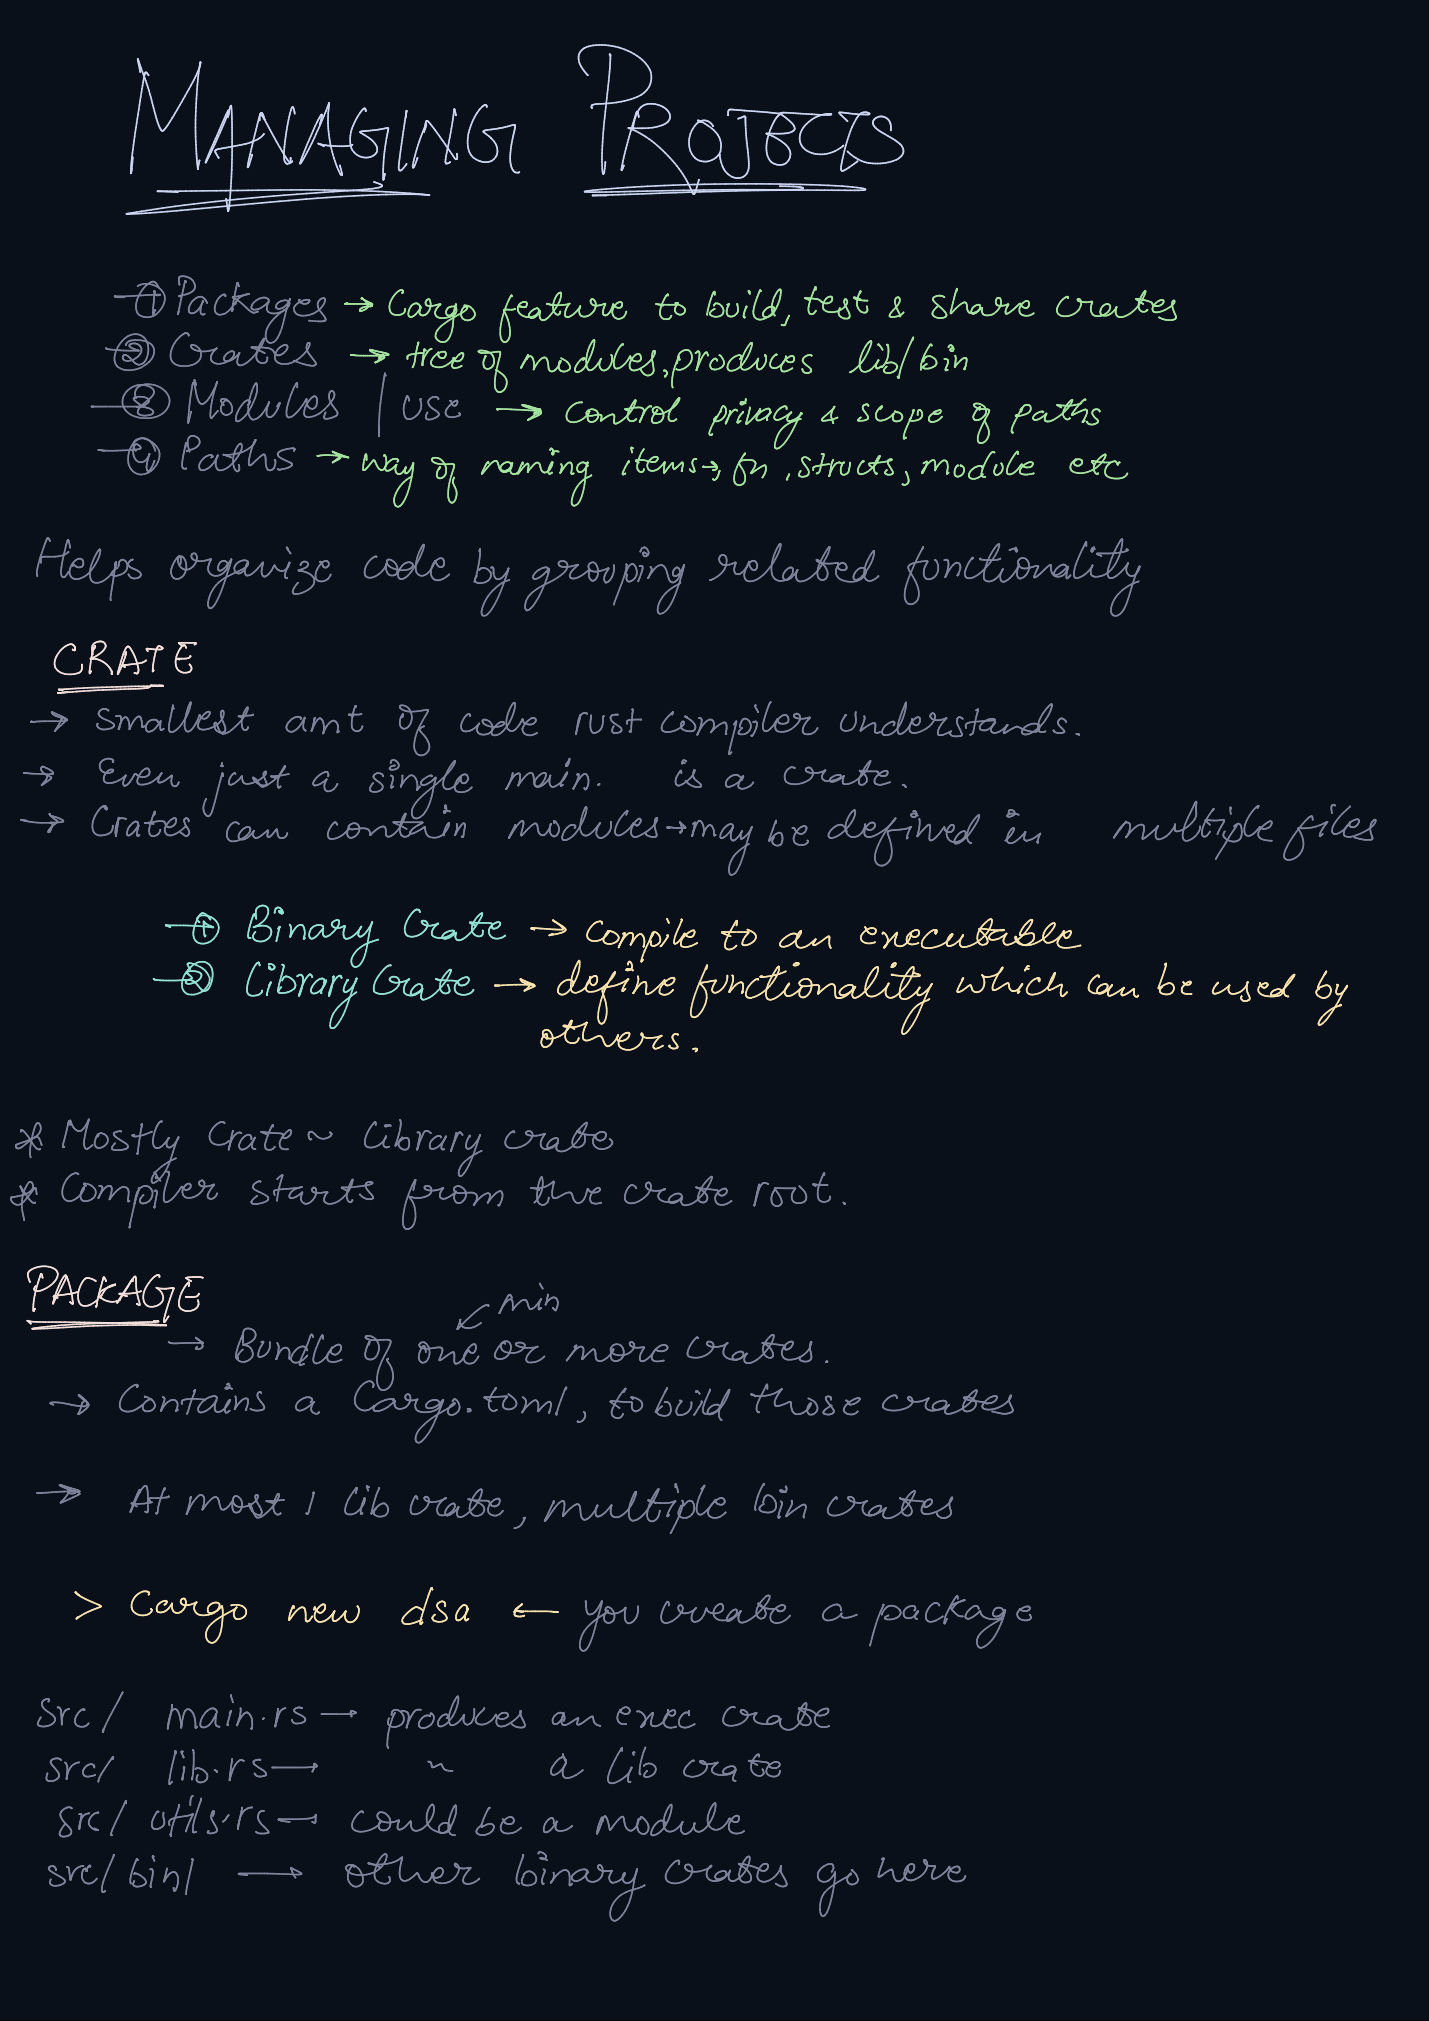 MANAGING PROJECTS
① Packages → Cargo feature to build, test & share crates
② Crates → tree of modules, produces lib/bin
③ Modules | use → control privacy & scope of paths
④ Paths → way of naming items →, fn, structs, module etc
Helps organize code by grouping related functionality
CRATE
→ smallest amt of code rust compiler understands.
→ Even just a single main. is a crate.
→ Crates can contain modules → may be defined in multiple files
① Binary Crate → compile to an executable
② Library Crate → define functionality which can be used by
others.
* Mostly Crate ~ Library crate
* Compiler starts from the crate root.
PACKAGE
min
→ Bundle of one or more crates.
→ Contains a Cargo.toml, to build those crates
→ At most 1 lib crate, multiple bin crates
> Cargo new dsa ← you create a package
src/ main.rs → produces an exec crate
src/ lib.rs → ~ a lib crate
src/ utils.rs → could be a module
src/bin/ → other binary crates go here